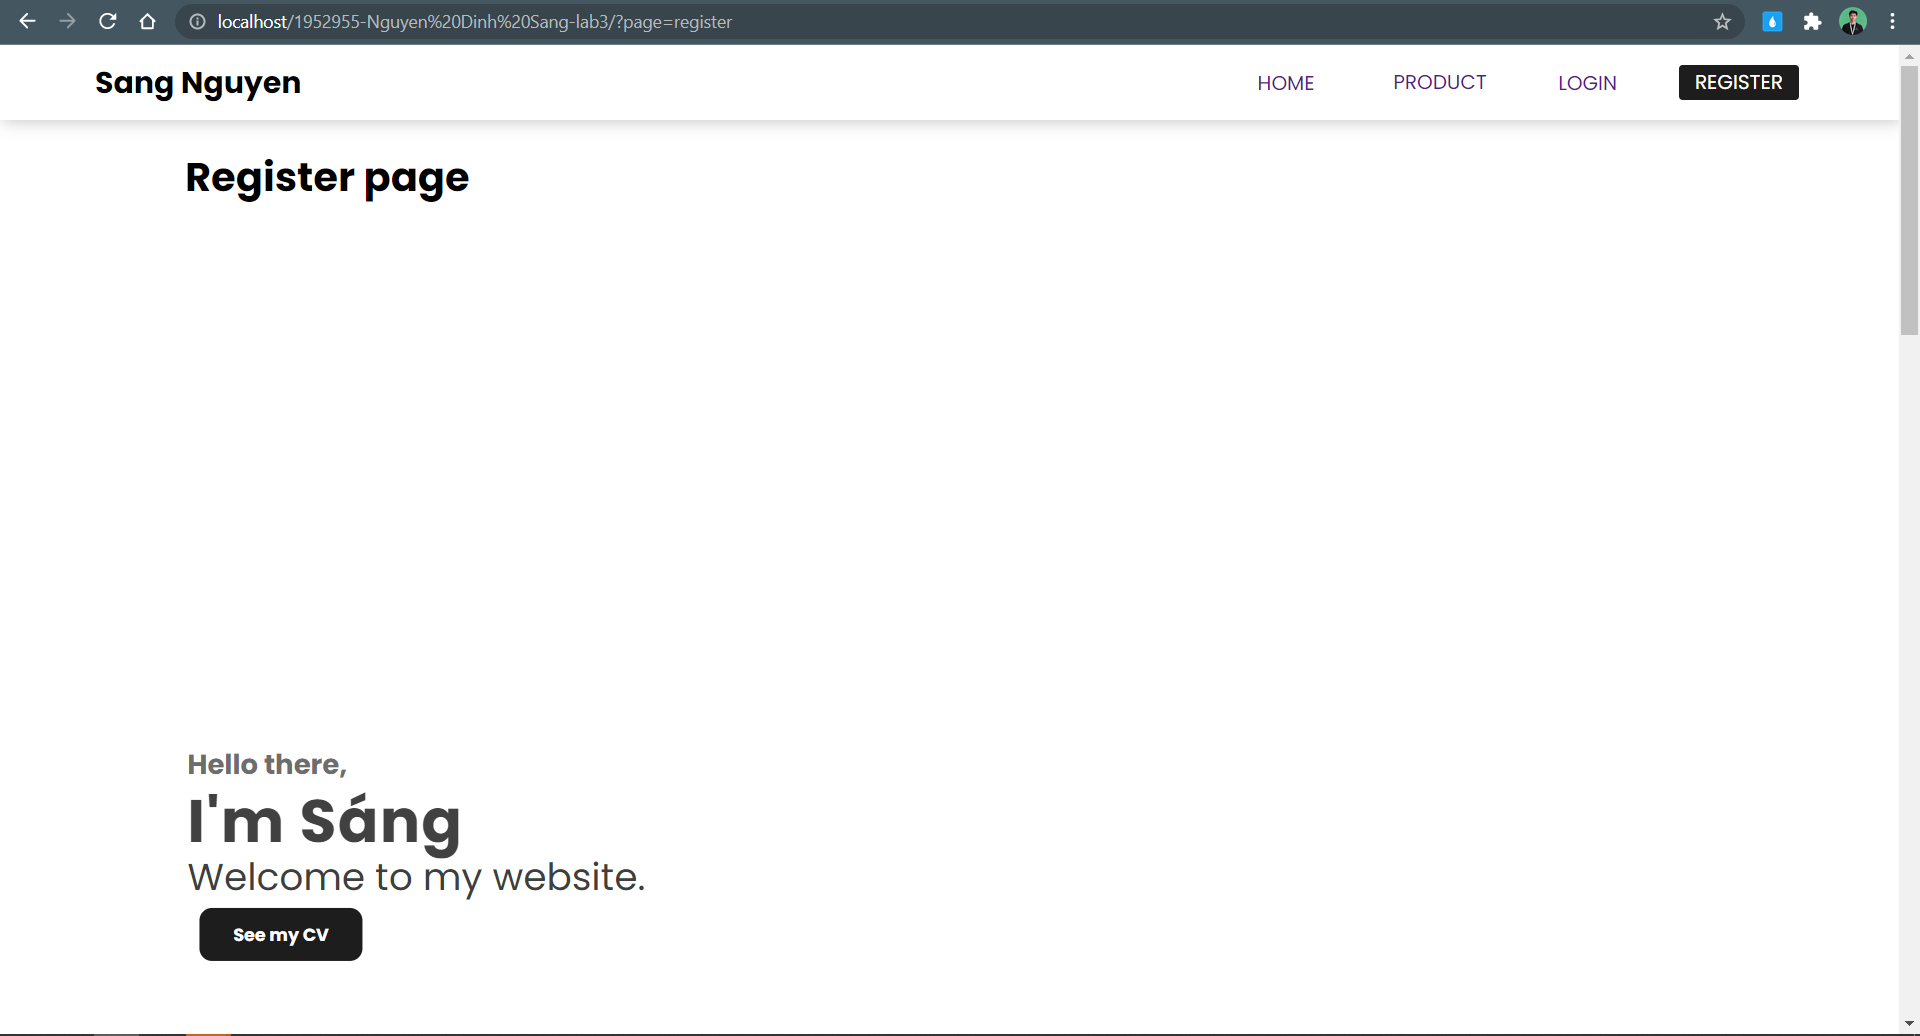 localhost/1952955-Nguyen%20Dinh%20Sang-lab3/?page=register
Sang Nguyen
HOME
PRODUCT
LOGIN
REGISTER
Register page
Hello there,
I'm Sáng
Welcome to my website.
See my CV